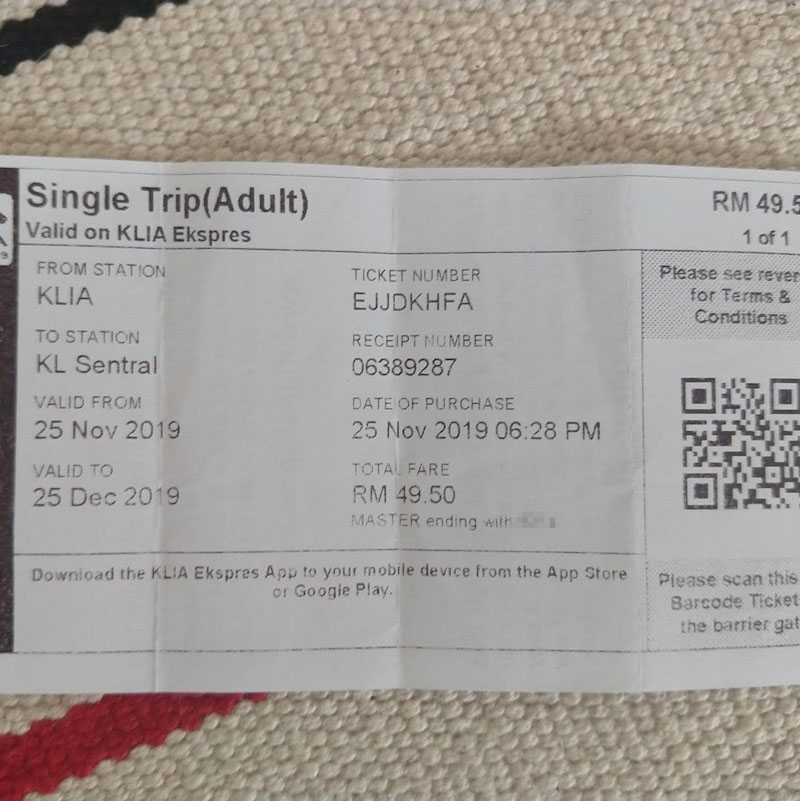 Single Trip(Adult)
RM 49.5
Valid on KLIA Ekspres
1 of 1
FROM STATION
KLIA
TICKET NUMBER
EJJDKHFA
TO STATION
KL Sentral
RECEIPT NUMBER
06389287
VALID FROM
25 Nov 2019
DATE OF PURCHASE
25 Nov 2019 06:28 PM
VALID TO
25 Dec 2019
TOTAL FARE
RM 49.50
MASTER ending with
Download the KLIA Ekspres App to your mobile device from the App Store
or Google Play.
Please see rever
for Terms &
Conditions
Please scan this
Barcode Ticket
the barrier gat